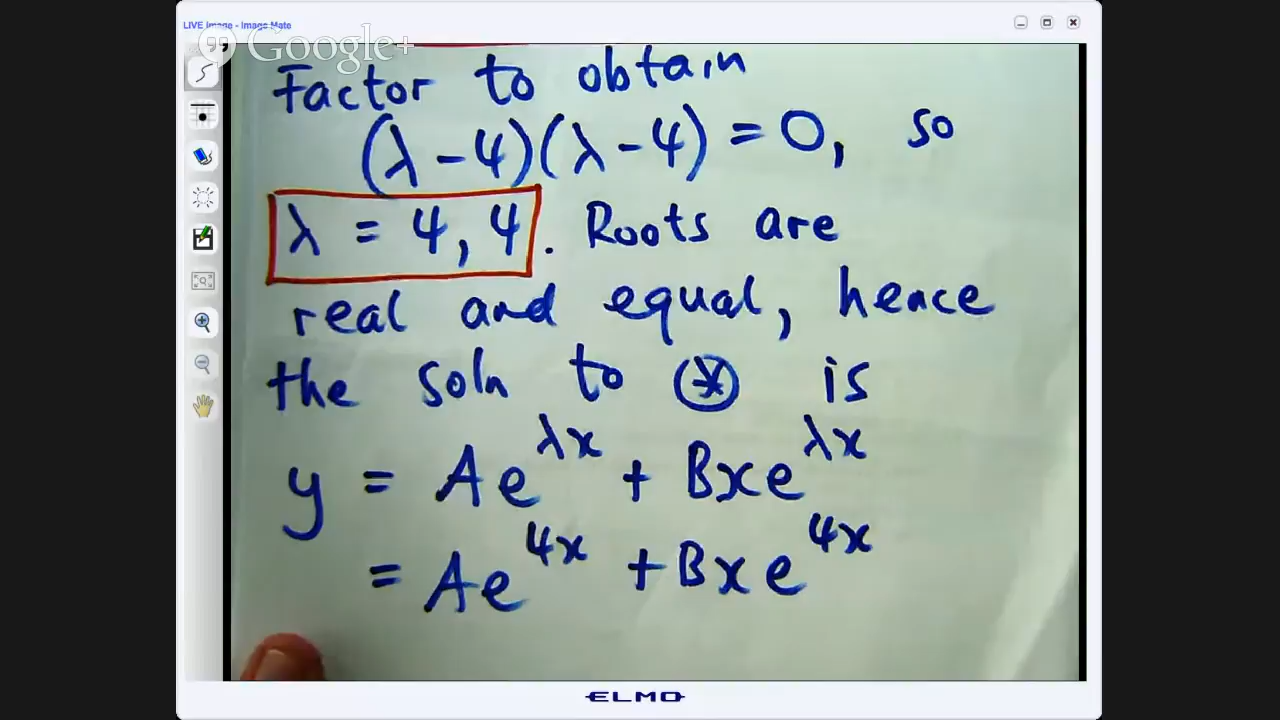 LIVE Image - Image Mate
Google+
Factor to obtain
(λ - 4)(λ - 4) = 0, so
λ = 4, 4. Roots are
real and equal, hence
the soln to ⊛ is
y = Ae^{λx} + Bxe^{λx}
= Ae^{4x} + Bxe^{4x}
ELMO